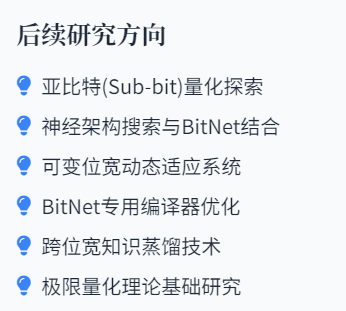 后续研究方向
亚比特(Sub-bit)量化探索
神经架构搜索与BitNet结合
可变位宽动态适应系统
BitNet专用编译器优化
跨位宽知识蒸馏技术
极限量化理论基础研究